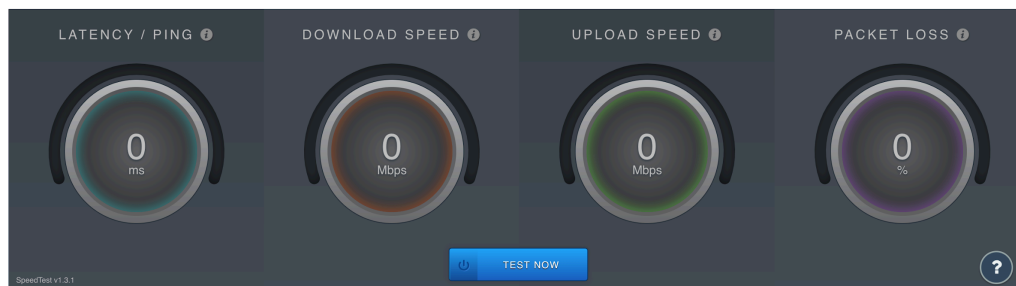 LATENCY / PING i
DOWNLOAD SPEED i
UPLOAD SPEED i
PACKET LOSS i
0
ms
0
Mbps
0
Mbps
0
%
TEST NOW
SpeedTest v1.3.1
?